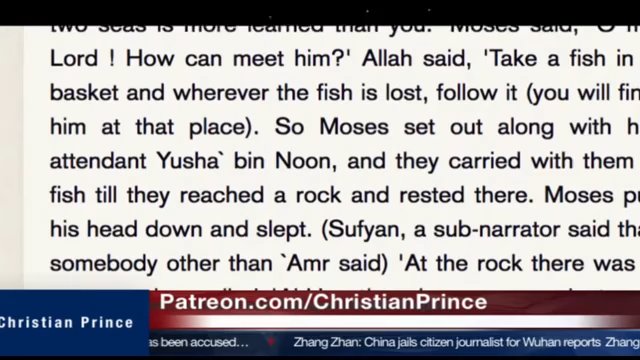 two seas is more learned than you.' Moses said, 'O m
Lord ! How can meet him?' Allah said, 'Take a fish in
basket and wherever the fish is lost, follow it (you will fin
him at that place). So Moses set out along with h
attendant Yusha` bin Noon, and they carried with them
fish till they reached a rock and rested there. Moses pu
his head down and slept. (Sufyan, a sub-narrator said tha
somebody other than `Amr said) 'At the rock there was
Patreon.com/ChristianPrince
Christian Prince
as been accused... Zhang Zhan: China jails citizen journalist for Wuhan reports Zhang